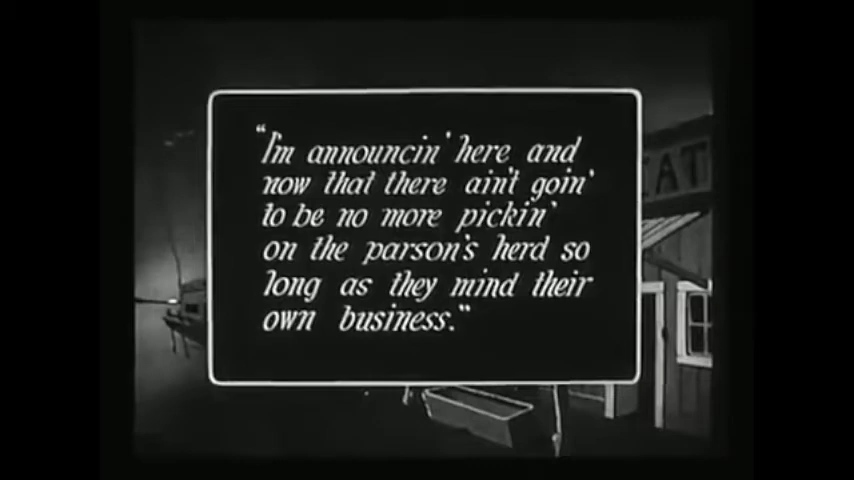 "I'm announcin' here and
now that there ain't goin'
to be no more pickin'
on the parson's herd so
long as they mind their
own business."
EAT